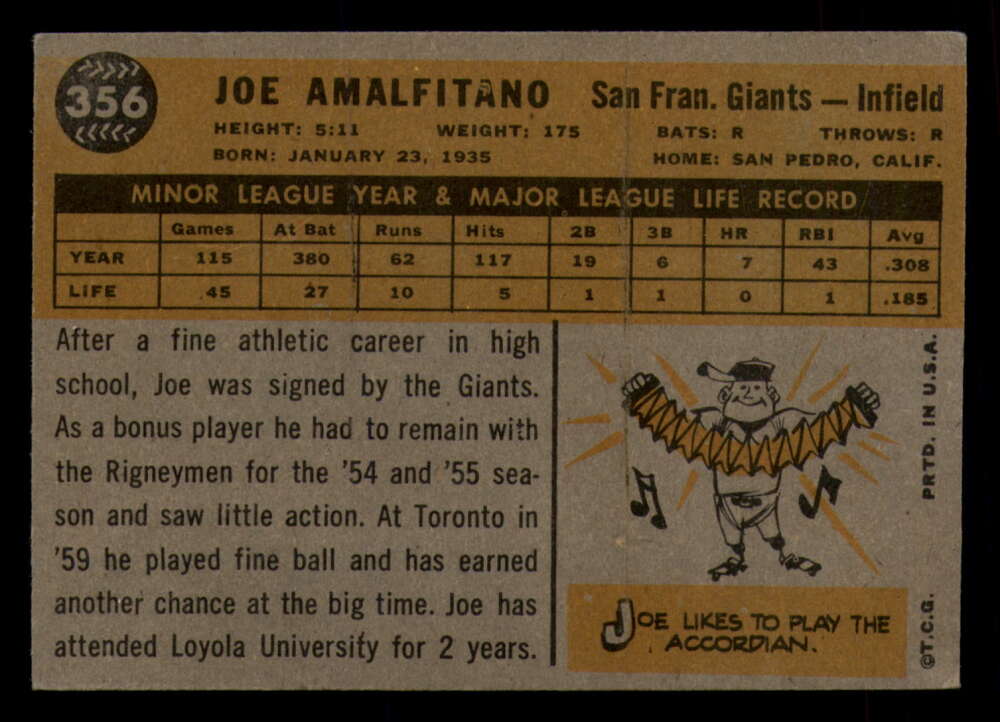 356
JOE AMALFITANO San Fran. Giants — Infield
HEIGHT: 5:11 WEIGHT: 175 BATS: R THROWS: R
BORN: JANUARY 23, 1935 HOME: SAN PEDRO, CALIF.
MINOR LEAGUE YEAR & MAJOR LEAGUE LIFE RECORD
Games At Bat Runs Hits 2B 3B HR RBI Avg
YEAR 115 380 62 117 19 6 7 43 .308
LIFE 45 27 10 5 1 1 0 1 .185
After a fine athletic career in high
school, Joe was signed by the Giants.
As a bonus player he had to remain with
the Rigneymen for the '54 and '55 sea-
son and saw little action. At Toronto in
'59 he played fine ball and has earned
another chance at the big time. Joe has
attended Loyola University for 2 years.
JOE LIKES TO PLAY THE
ACCORDIAN.
©T.C.G. PRTD. IN U.S.A.